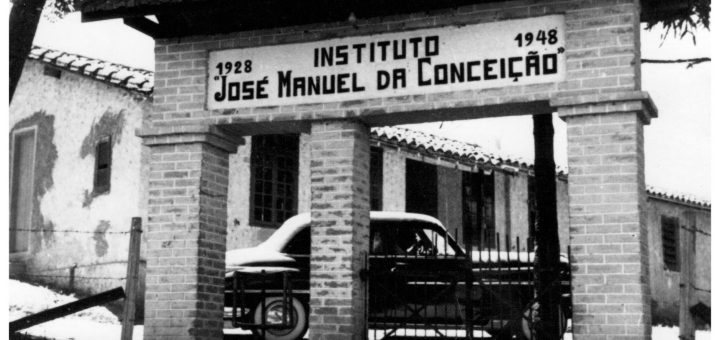 1928 INSTITUTO 1948
"JOSÉ MANUEL DA CONCEIÇÃO"